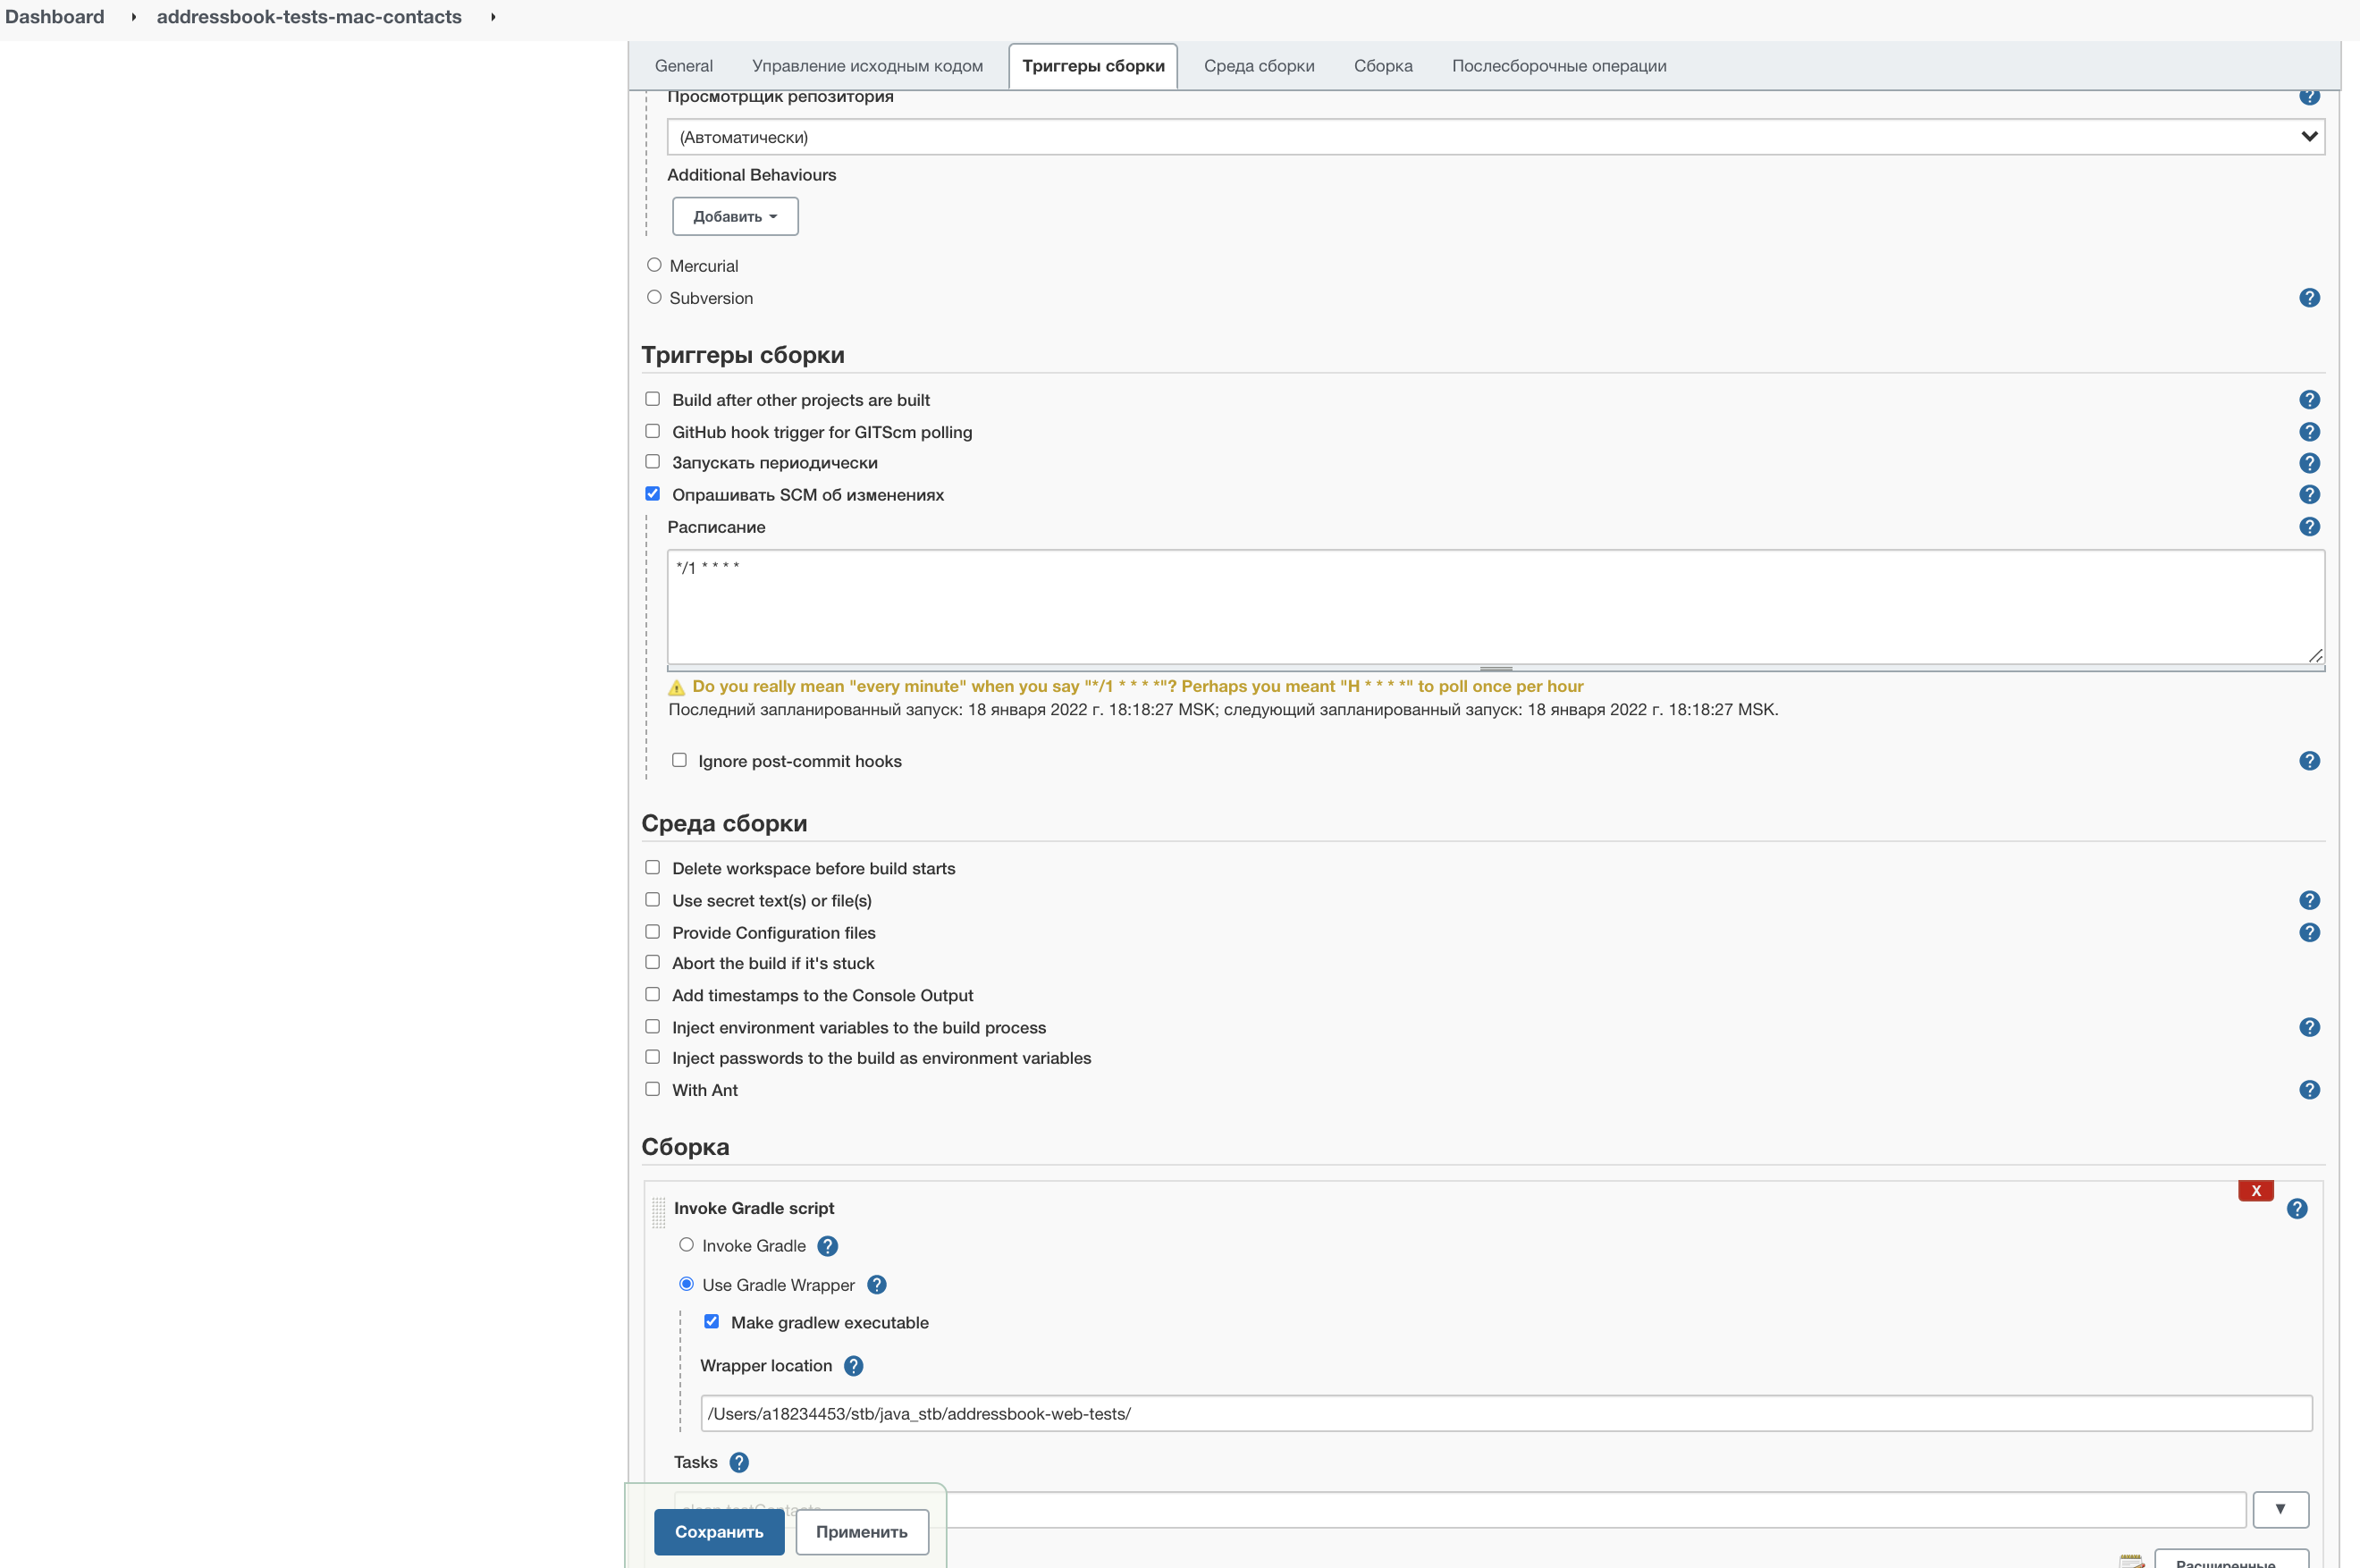 Dashboard addressbook-tests-mac-contacts
General Управление исходным кодом Триггеры сборки Среда сборки Сборка Послесборочные операции
Просмотрщик репозитория ?
(Автоматически)
Additional Behaviours
Добавить
Mercurial
Subversion ?
Триггеры сборки
Build after other projects are built ?
GitHub hook trigger for GITScm polling ?
Запускать периодически ?
Опрашивать SCM об изменениях ?
Расписание ?
*/1 * * * *
Do you really mean "every minute" when you say "*/1 * * * *"? Perhaps you meant "H * * * *" to poll once per hour
Последний запланированный запуск: 18 января 2022 г. 18:18:27 MSK; следующий запланированный запуск: 18 января 2022 г. 18:18:27 MSK.
Ignore post-commit hooks ?
Среда сборки
Delete workspace before build starts
Use secret text(s) or file(s) ?
Provide Configuration files ?
Abort the build if it's stuck
Add timestamps to the Console Output
Inject environment variables to the build process ?
Inject passwords to the build as environment variables
With Ant ?
Сборка
X
Invoke Gradle script ?
Invoke Gradle ?
Use Gradle Wrapper ?
Make gradlew executable
Wrapper location ?
/Users/a18234453/stb/java_stb/addressbook-web-tests/
Tasks ?
clean testContacts
Сохранить Применить
Расширенные